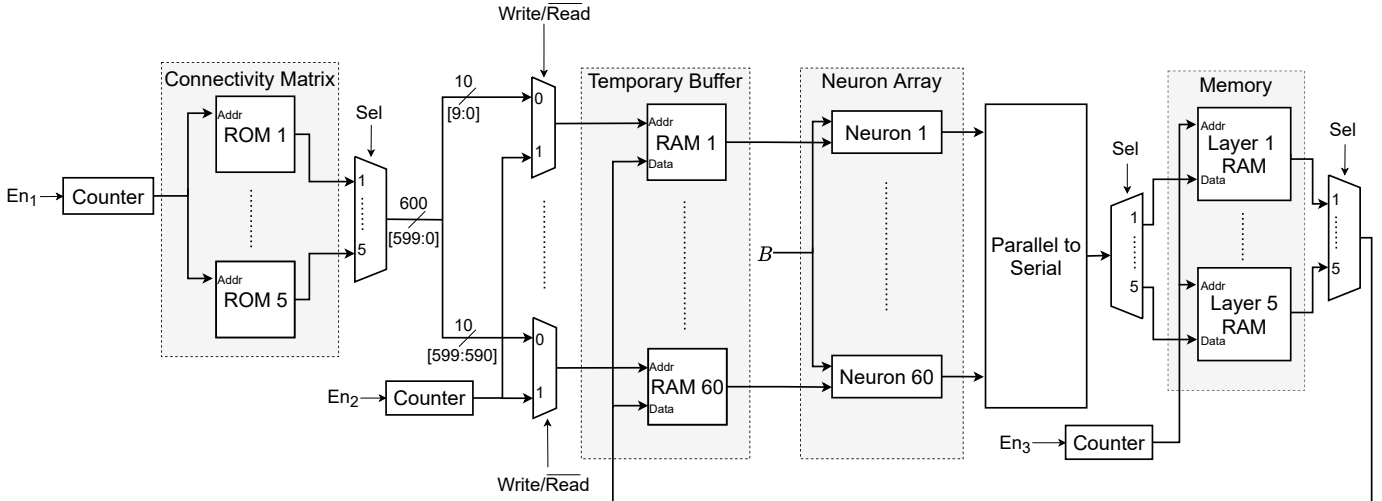 Write/Read
Connectivity Matrix
Addr
ROM 1
Addr
ROM 5
En1
Counter
Sel
1
5
600
[599:0]
10
[9:0]
0
1
10
[599:590]
0
1
En2
Counter
Write/Read
Temporary Buffer
Addr
RAM 1
Data
Addr
RAM 60
Data
Neuron Array
Neuron 1
B
Neuron 60
Parallel to
Serial
Sel
1
5
Memory
Addr
Layer 1
RAM
Data
Addr
Layer 5
RAM
Data
Sel
1
5
En3
Counter